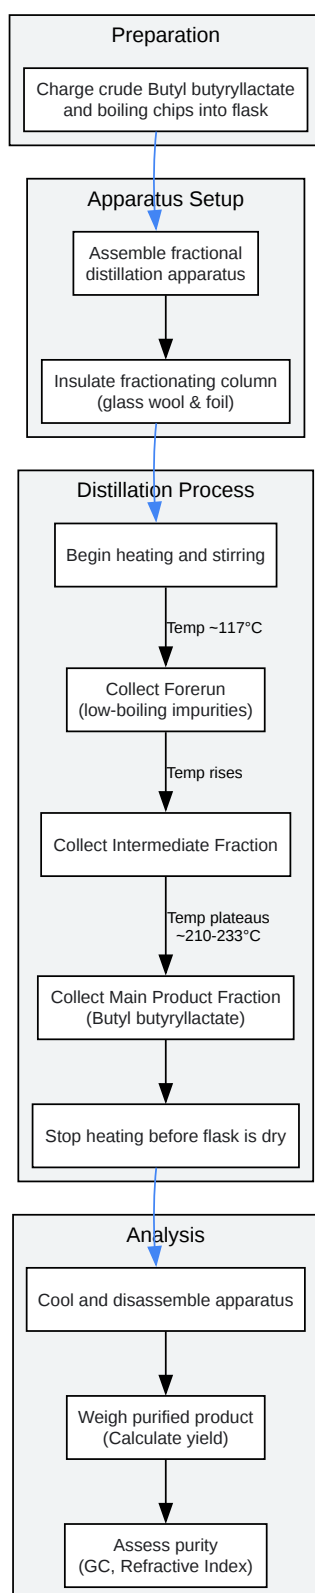 Preparation
Charge crude Butyl butyryllactate
and boiling chips into flask
Apparatus Setup
Assemble fractional
distillation apparatus
Insulate fractionating column
(glass wool & foil)
Distillation Process
Begin heating and stirring
Temp ~117°C
Collect Forerun
(low-boiling impurities)
Temp rises
Collect Intermediate Fraction
Temp plateaus
~210-233°C
Collect Main Product Fraction
(Butyl butyryllactate)
Stop heating before flask is dry
Analysis
Cool and disassemble apparatus
Weigh purified product
(Calculate yield)
Assess purity
(GC, Refractive Index)